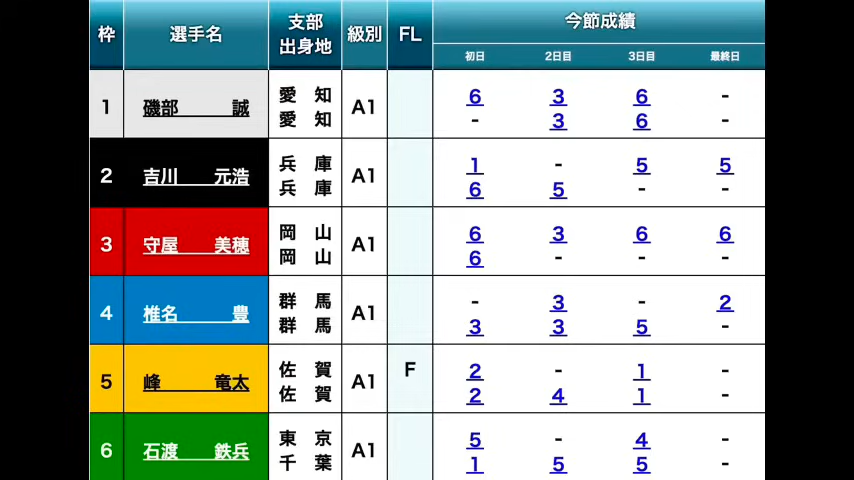 枠 選手名 支部 出身地 級別 FL 今節成績
初日 2日目 3日目 最終日
1 磯部 誠 愛知 A1 6 3 6 -
愛知 - 3 6 -
2 吉川 元浩 兵庫 A1 1 - 5 5
兵庫 6 5 - -
3 守屋 美穂 岡山 A1 6 3 6 6
岡山 6 - - -
4 椎名 豊 群馬 A1 - 3 - 2
群馬 3 3 5 -
5 峰 竜太 佐賀 A1 F 2 - 1 -
佐賀 2 4 1 -
6 石渡 鉄兵 東京 A1 5 - 4 -
千葉 1 5 5 -